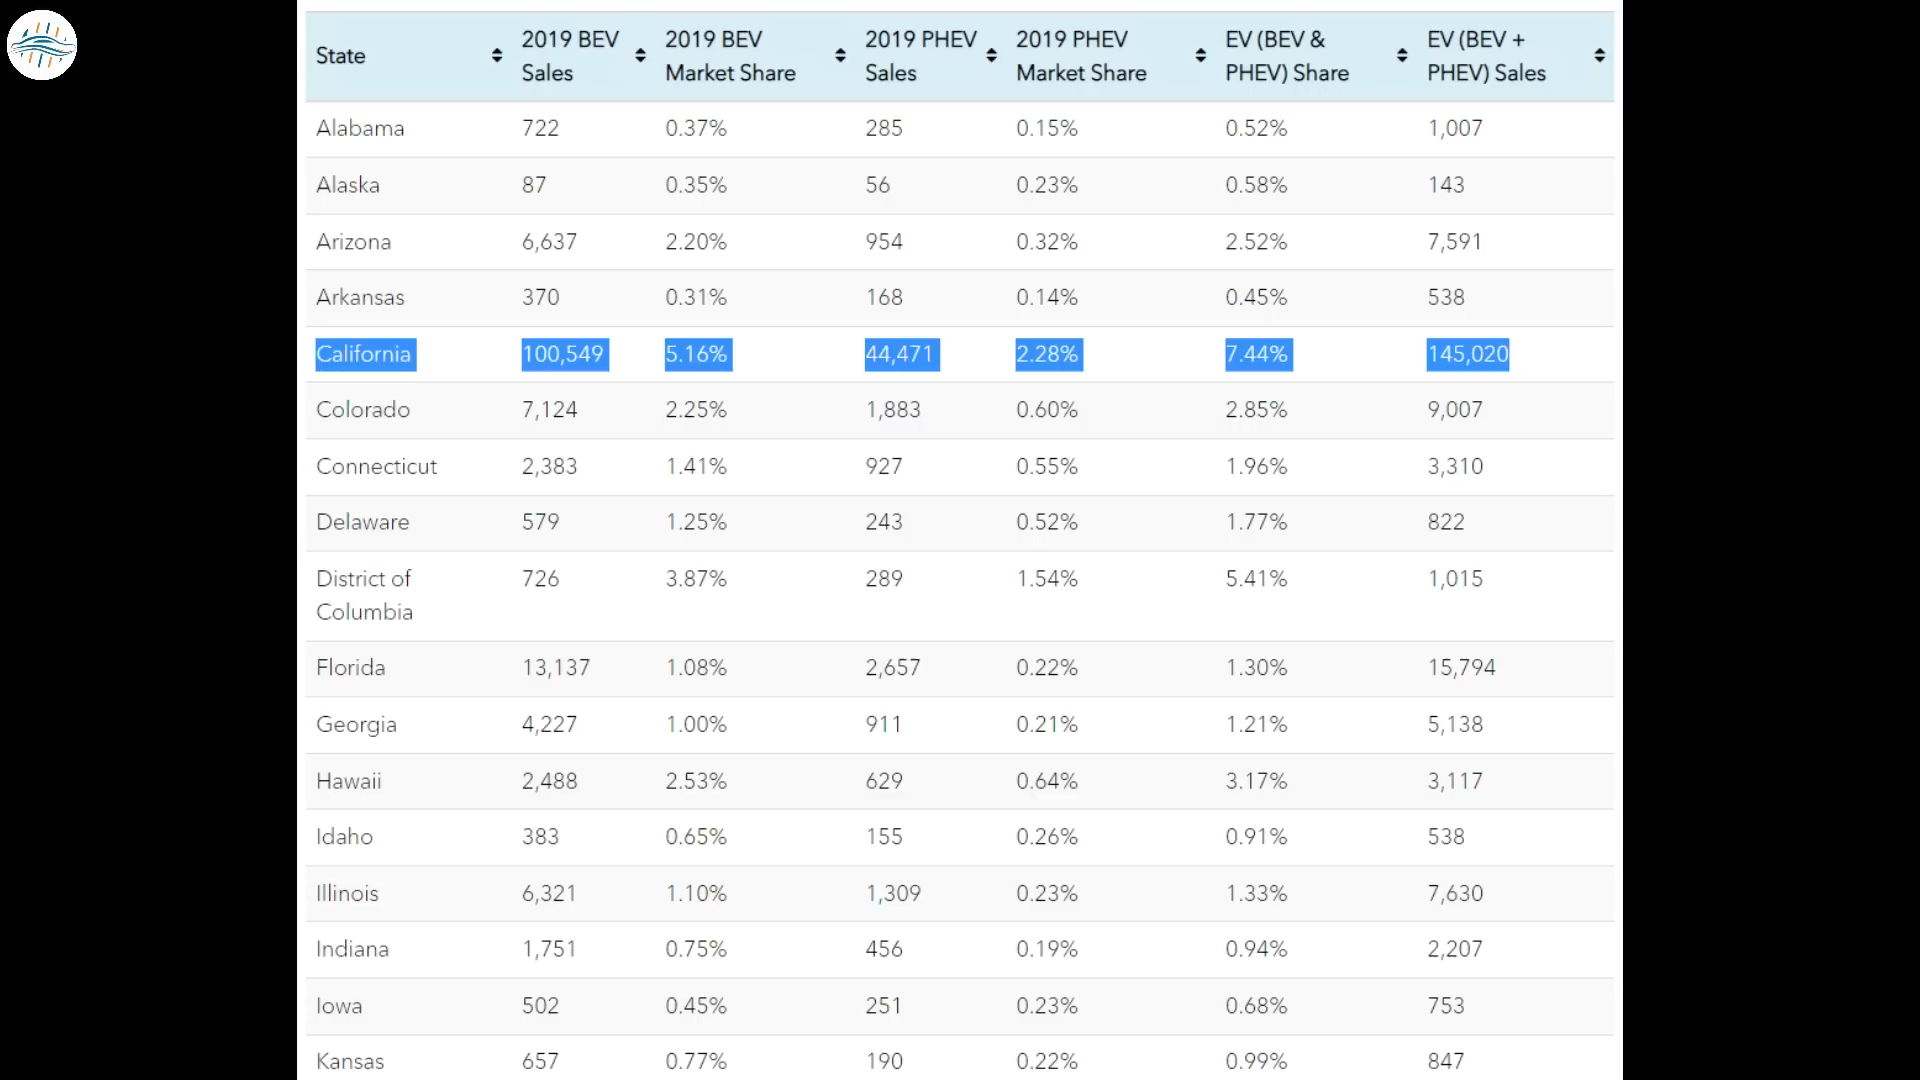 State 2019 BEV Sales 2019 BEV Market Share 2019 PHEV Sales 2019 PHEV Market Share EV (BEV & PHEV) Share EV (BEV + PHEV) Sales
Alabama 722 0.37% 285 0.15% 0.52% 1,007
Alaska 87 0.35% 56 0.23% 0.58% 143
Arizona 6,637 2.20% 954 0.32% 2.52% 7,591
Arkansas 370 0.31% 168 0.14% 0.45% 538
California 100,549 5.16% 44,471 2.28% 7.44% 145,020
Colorado 7,124 2.25% 1,883 0.60% 2.85% 9,007
Connecticut 2,383 1.41% 927 0.55% 1.96% 3,310
Delaware 579 1.25% 243 0.52% 1.77% 822
District of Columbia 726 3.87% 289 1.54% 5.41% 1,015
Florida 13,137 1.08% 2,657 0.22% 1.30% 15,794
Georgia 4,227 1.00% 911 0.21% 1.21% 5,138
Hawaii 2,488 2.53% 629 0.64% 3.17% 3,117
Idaho 383 0.65% 155 0.26% 0.91% 538
Illinois 6,321 1.10% 1,309 0.23% 1.33% 7,630
Indiana 1,751 0.75% 456 0.19% 0.94% 2,207
Iowa 502 0.45% 251 0.23% 0.68% 753
Kansas 657 0.77% 190 0.22% 0.99% 847